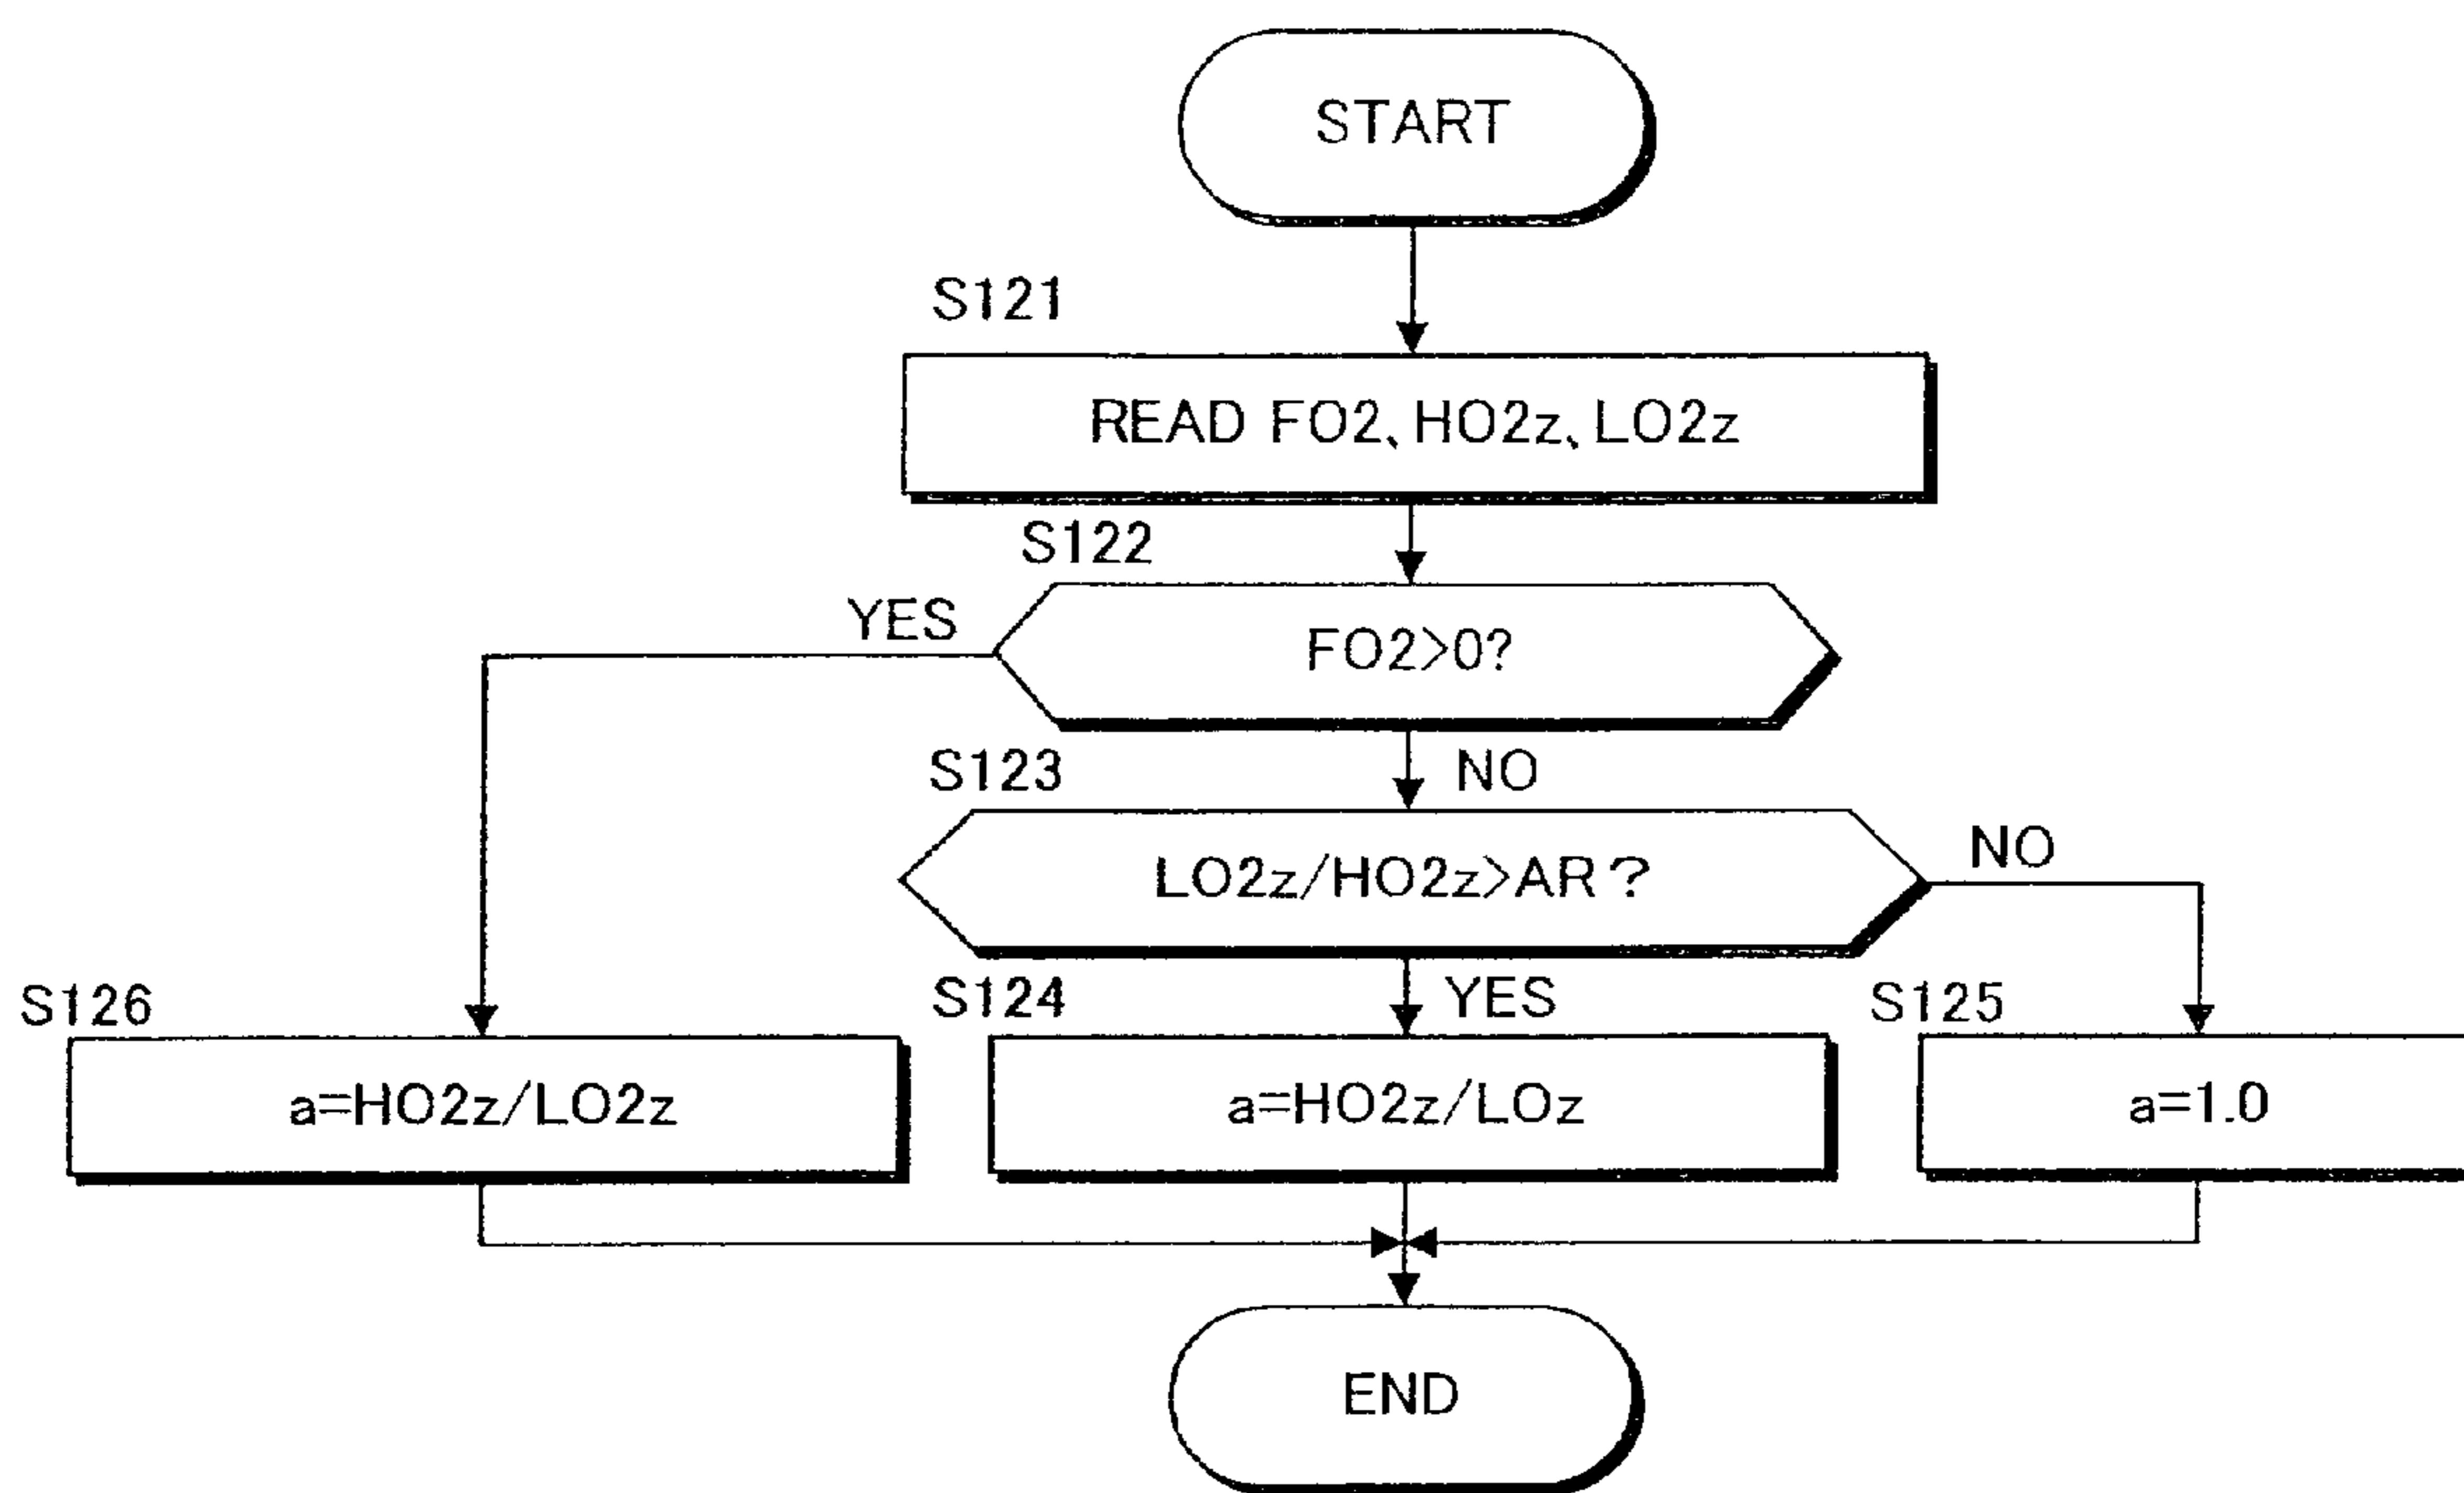 START
S121
READ FO2、HO2z、LO2z
S122
YES
FO2>0?
S123
NO
LO2z/HO2z>AR?
NO
S126
S124
YES
S125
a=HO2z/LO2z
a=HO2z/LOz
a=1.0
END